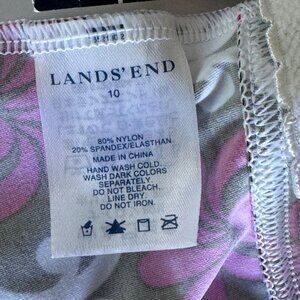 LANDS' END
10
80% NYLON
20% SPANDEX/ELASTHAN
MADE IN CHINA
HAND WASH COLD.
WASH DARK COLORS
SEPARATELY.
DO NOT BLEACH.
LINE DRY.
DO NOT IRON.